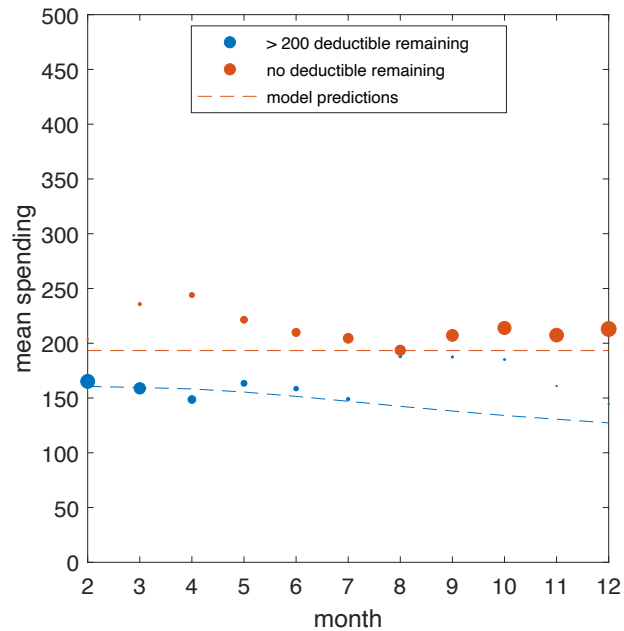 500
450
400
350
300
250
200
150
100
50
0
mean spending
> 200 deductible remaining
no deductible remaining
model predictions
2 3 4 5 6 7 8 9 10 11 12
month